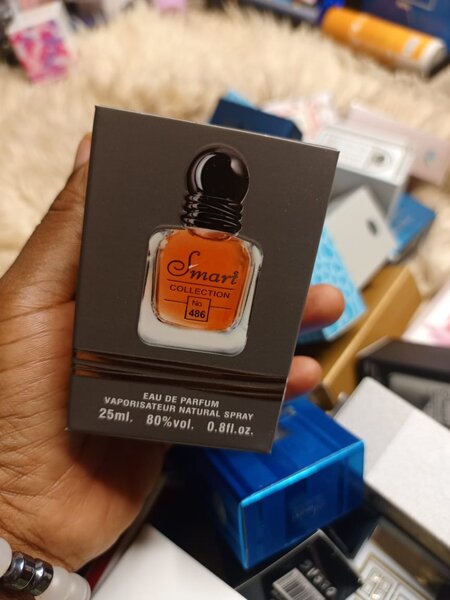 Smart
COLLECTION
No
486
EAU DE PARFUM
VAPORISATEUR NATURAL SPRAY
25ml. 80%vol. 0.8fl.oz.